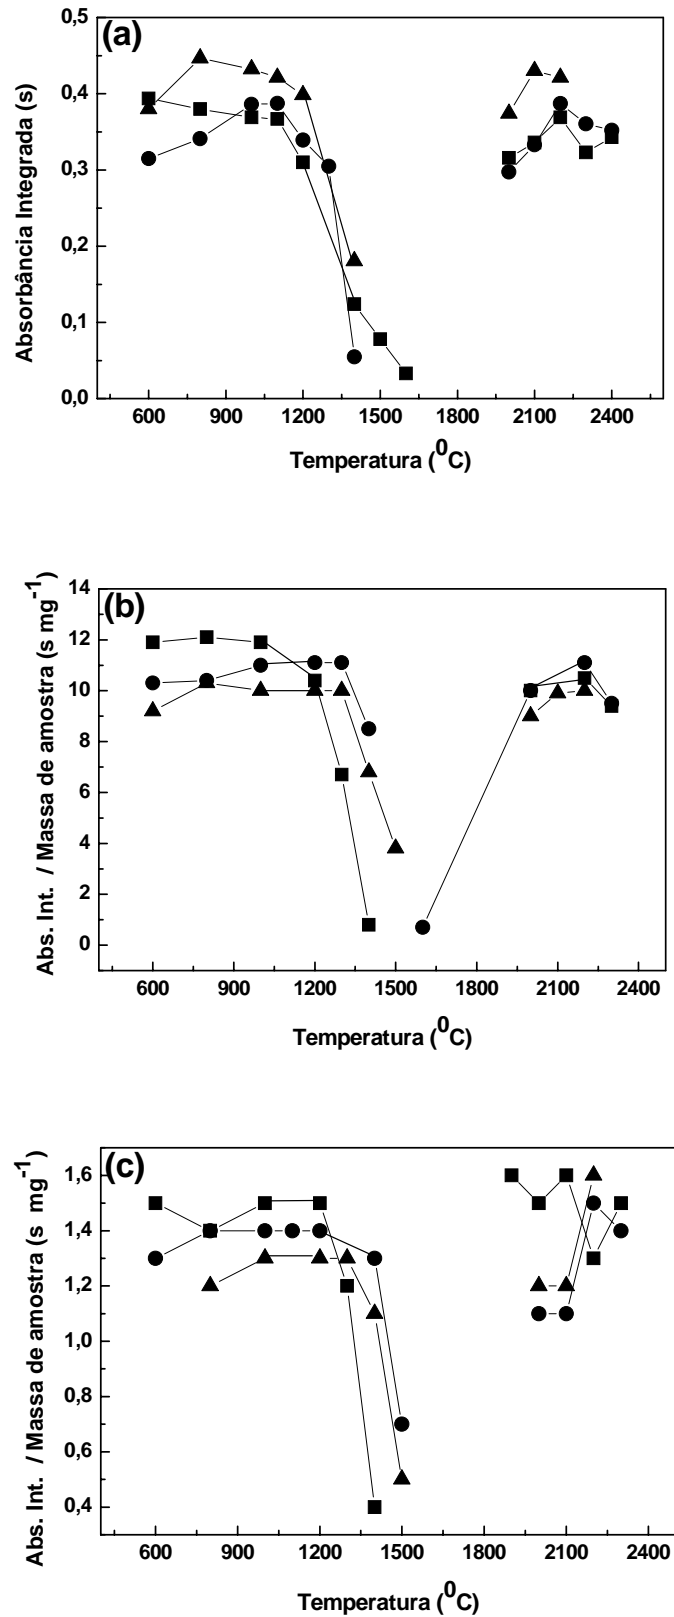 (a)
Absorbância Integrada (s)
0,5
0,4
0,3
0,2
0,1
0,0
600 900 1200 1500 1800 2100 2400
Temperatura (⁰C)
(b)
Abs. Int. / Massa de amostra (s mg⁻¹)
14
12
10
8
6
4
2
0
600 900 1200 1500 1800 2100 2400
Temperatura (⁰C)
(c)
Abs. Int. / Massa de amostra (s mg⁻¹)
1,6
1,4
1,2
1,0
0,8
0,6
0,4
600 900 1200 1500 1800 2100 2400
Temperatura (⁰C)